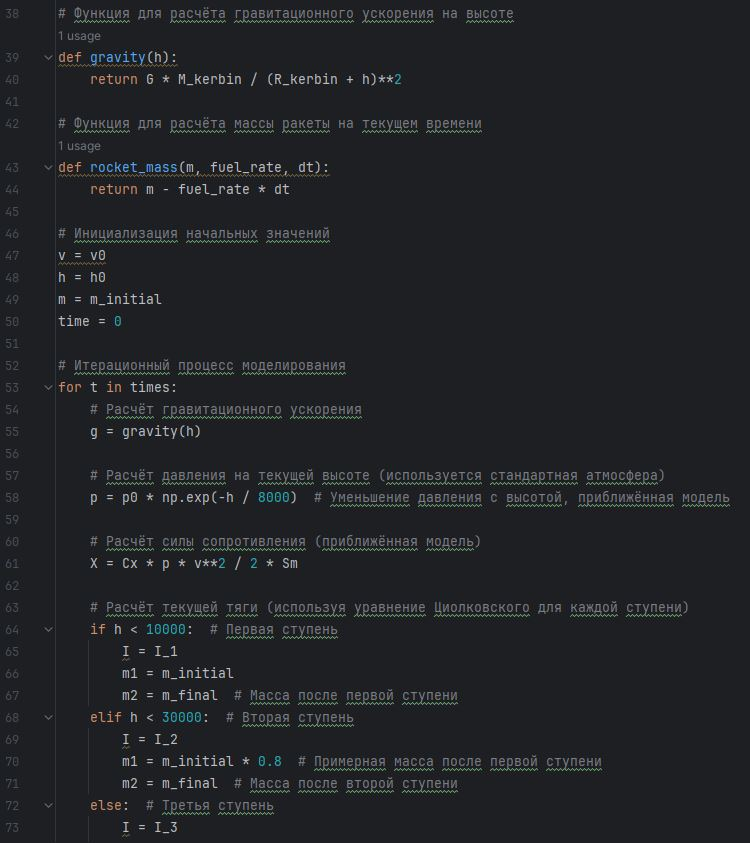 38 # Функция для расчёта гравитационного ускорения на высоте
1 usage
39 def gravity(h):
40     return G * M_kerbin / (R_kerbin + h)**2
41
42 # Функция для расчёта массы ракеты на текущем времени
1 usage
43 def rocket_mass(m, fuel_rate, dt):
44     return m - fuel_rate * dt
45
46 # Инициализация начальных значений
47 v = v0
48 h = h0
49 m = m_initial
50 time = 0
51
52 # Итерационный процесс моделирования
53 for t in times:
54     # Расчёт гравитационного ускорения
55     g = gravity(h)
56
57     # Расчёт давления на текущей высоте (используется стандартная атмосфера)
58     p = p0 * np.exp(-h / 8000)  # Уменьшение давления с высотой, приближённая модель
59
60     # Расчёт силы сопротивления (приближённая модель)
61     X = Cx * p * v**2 / 2 * Sm
62
63     # Расчёт текущей тяги (используя уравнение Циолковского для каждой ступени)
64     if h < 10000:  # Первая ступень
65         I = I_1
66         m1 = m_initial
67         m2 = m_final  # Масса после первой ступени
68     elif h < 30000:  # Вторая ступень
69         I = I_2
70         m1 = m_initial * 0.8  # Примерная масса после первой ступени
71         m2 = m_final  # Масса после второй ступени
72     else:  # Третья ступень
73         I = I_3